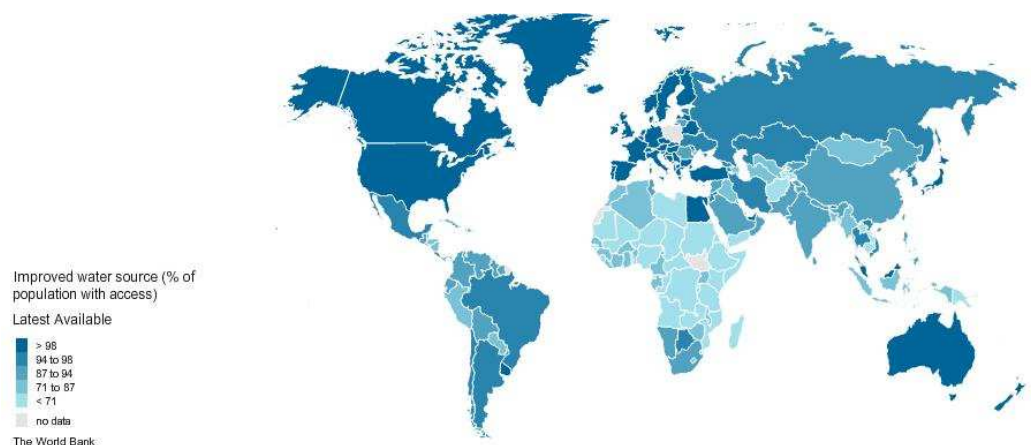 Improved water source (% of
population with access)
Latest Available
> 98
94 to 98
87 to 94
71 to 87
< 71
no data
The World Bank